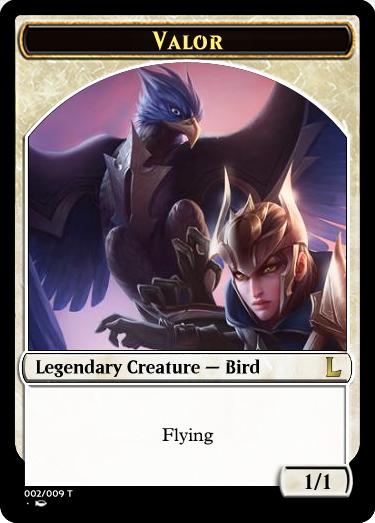 Valor
Legendary Creature — Bird
L
Flying
1/1
002/009 T